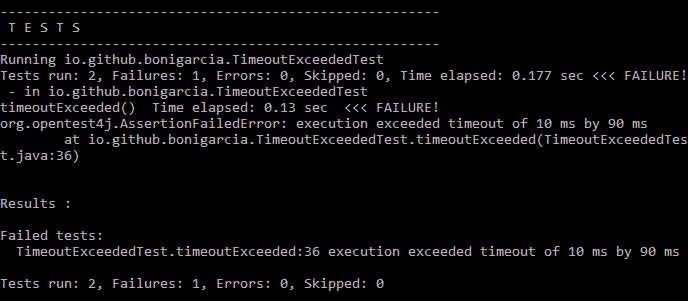 -------------------------------------------------------
 T E S T S
-------------------------------------------------------
Running io.github.bonigarcia.TimeoutExceededTest
Tests run: 2, Failures: 1, Errors: 0, Skipped: 0, Time elapsed: 0.177 sec <<< FAILURE!
 - in io.github.bonigarcia.TimeoutExceededTest
timeoutExceeded()  Time elapsed: 0.13 sec  <<< FAILURE!
org.opentest4j.AssertionFailedError: execution exceeded timeout of 10 ms by 90 ms
        at io.github.bonigarcia.TimeoutExceededTest.timeoutExceeded(TimeoutExceededTes
t.java:36)
Results :
Failed tests:
  TimeoutExceededTest.timeoutExceeded:36 execution exceeded timeout of 10 ms by 90 ms
Tests run: 2, Failures: 1, Errors: 0, Skipped: 0